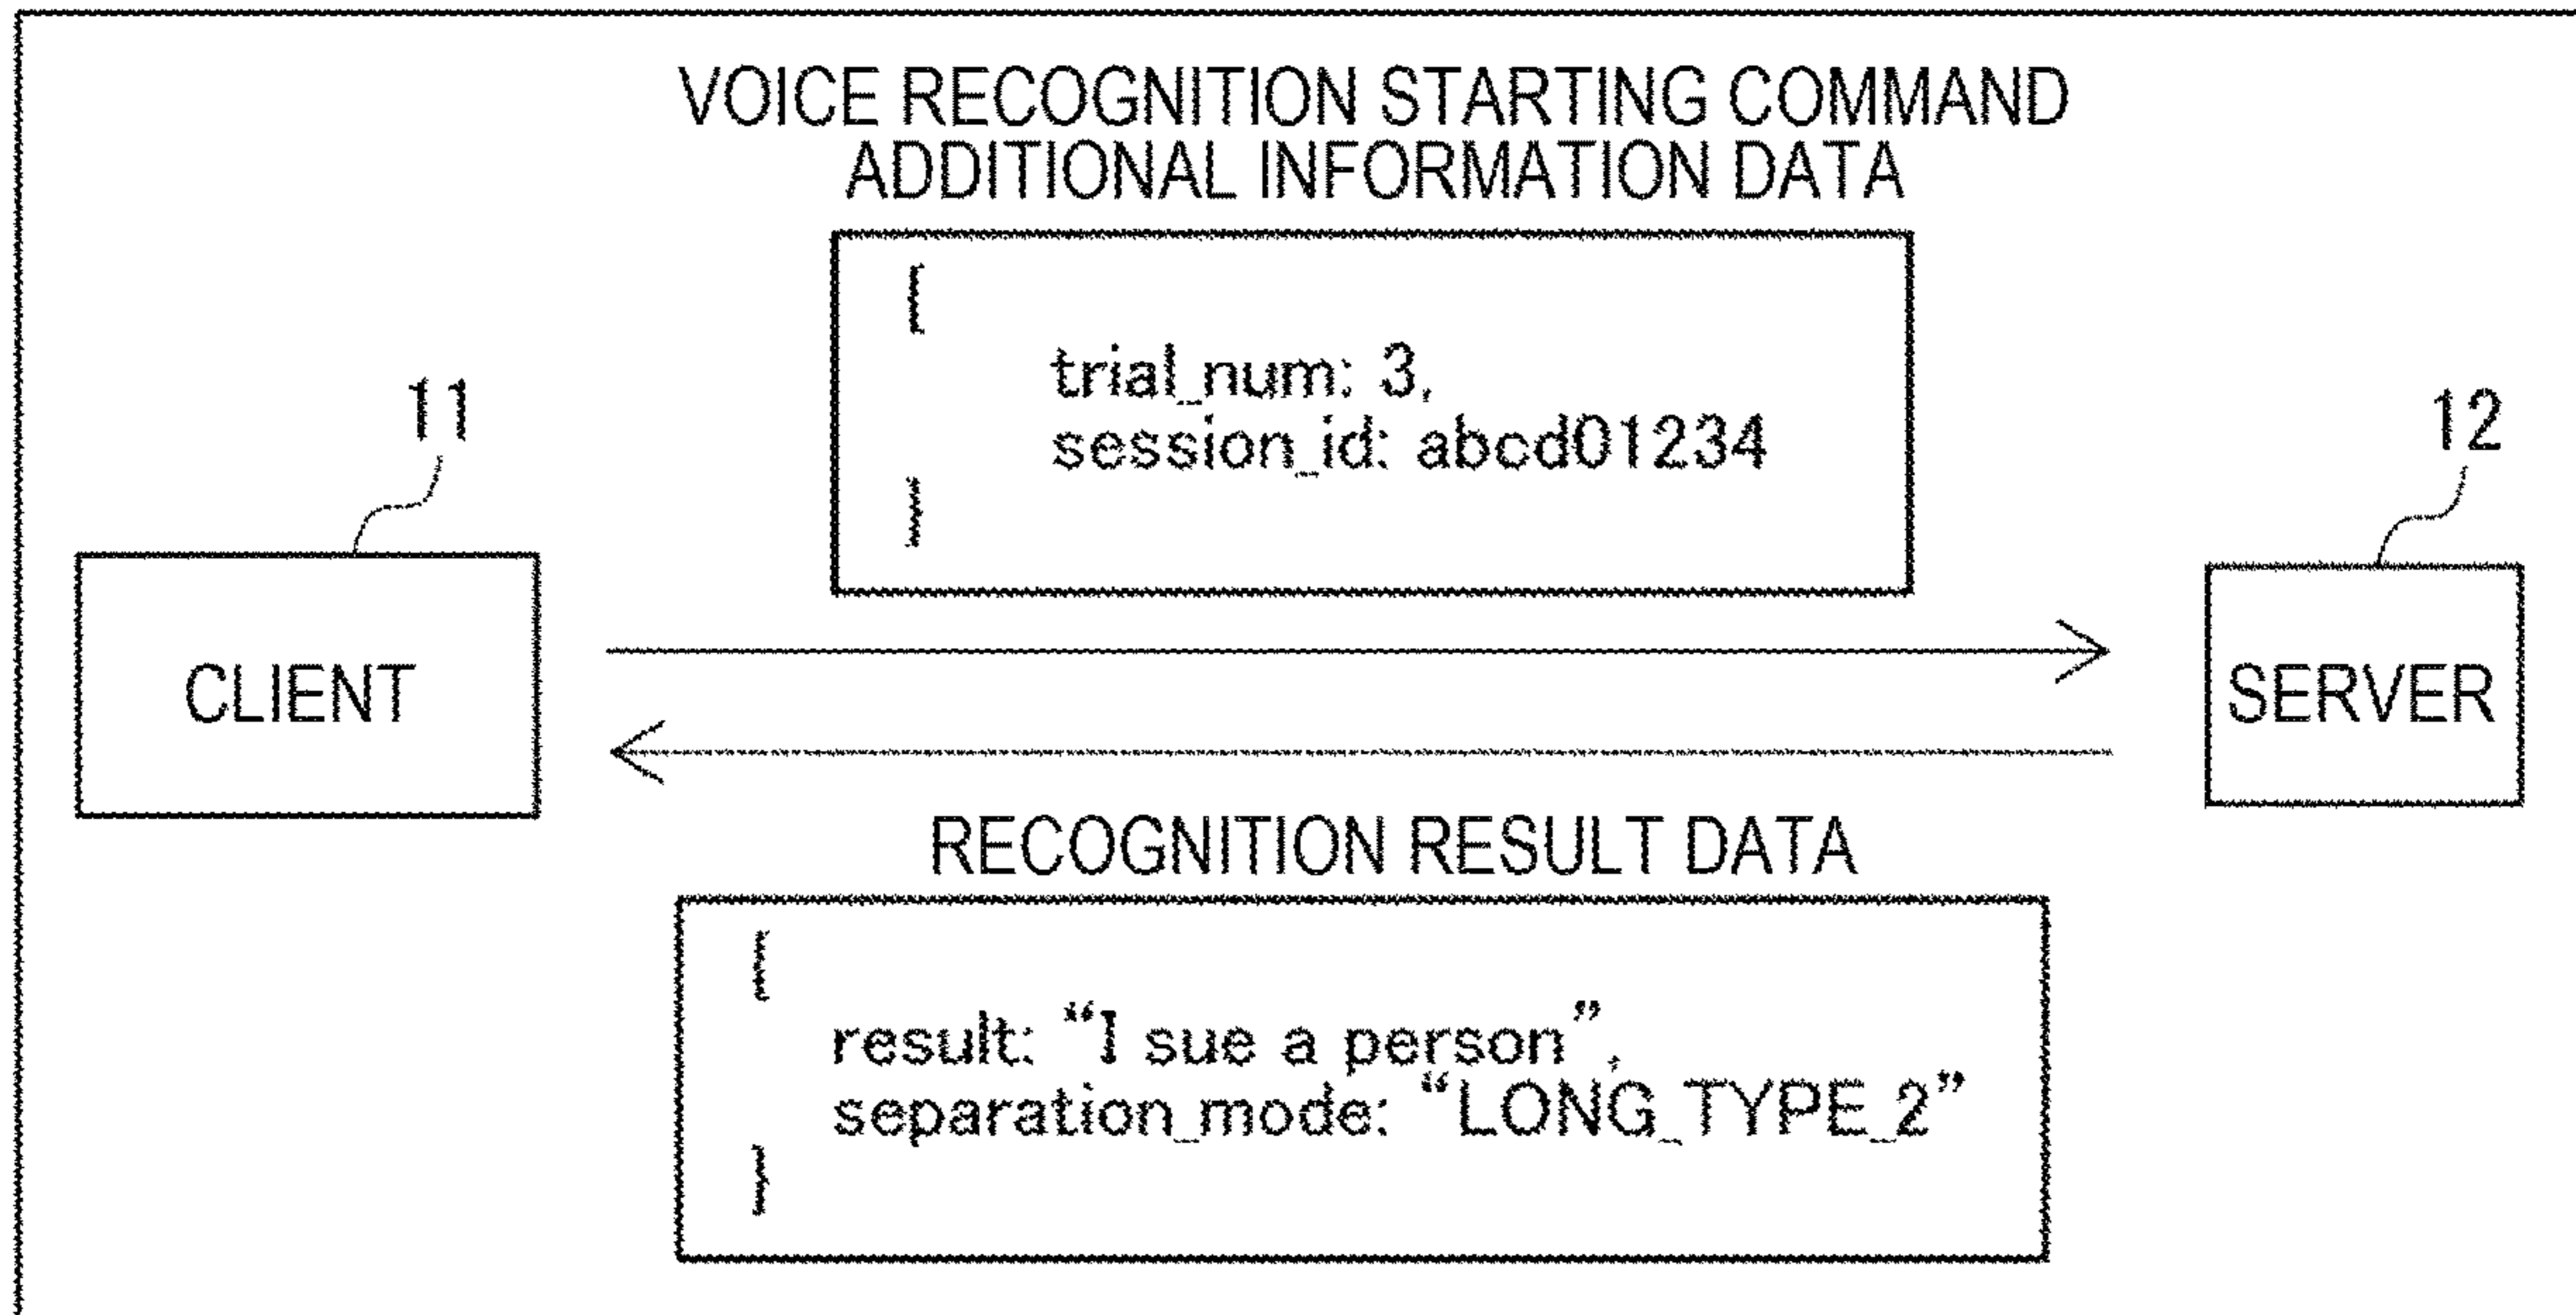 VOICE RECOGNITION STARTING COMMAND
ADDITIONAL INFORMATION DATA
{
trial_num: 3,
session_id: abcd01234
}
11
12
CLIENT
SERVER
RECOGNITION RESULT DATA
{
result: “I sue a person”,
separation_mode: “LONG_TYPE_2”
}